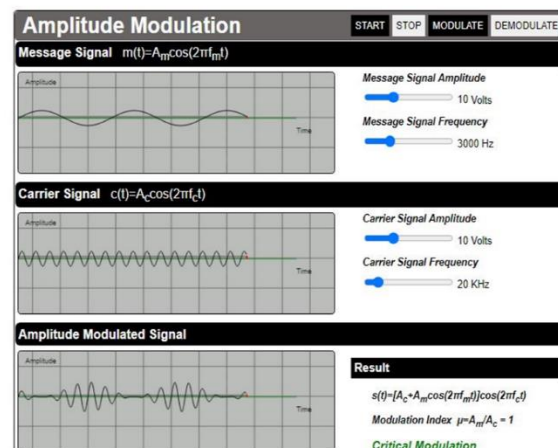 Amplitude Modulation
START STOP MODULATE DEMODULATE
Message Signal m(t)=Amcos(2πfmt)
Amplitude
Time
Message Signal Amplitude
10 Volts
Message Signal Frequency
3000 Hz
Carrier Signal c(t)=Accos(2πfct)
Amplitude
Time
Carrier Signal Amplitude
10 Volts
Carrier Signal Frequency
20 KHz
Amplitude Modulated Signal
Amplitude
Time
Result
s(t)=[Ac+Amcos(2πfmt)]cos(2πfct)
Modulation Index μ=Am/Ac = 1
Critical Modulation